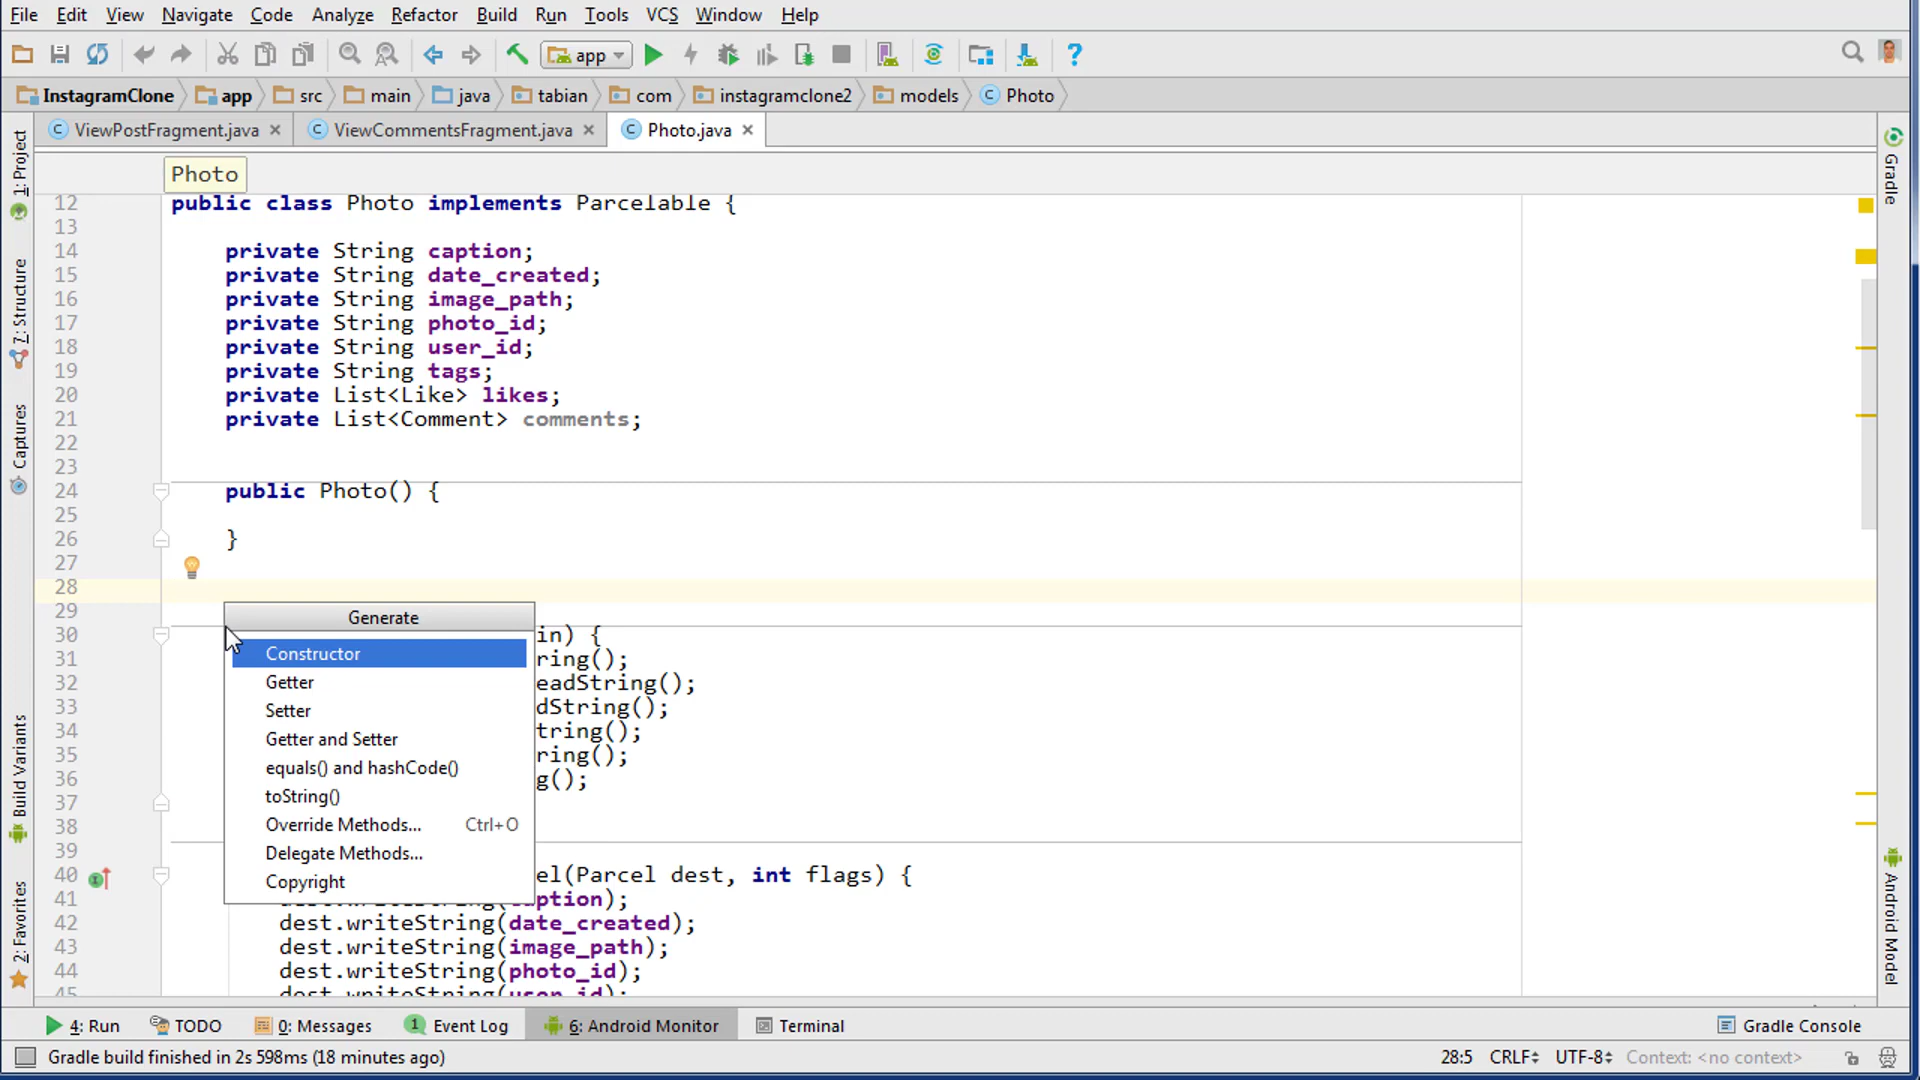 File Edit View Navigate Code Analyze Refactor Build Run Tools VCS Window Help
app
InstagramClone app src main java tabian com instagramclone2 models Photo
ViewPostFragment.java ViewCommentsFragment.java Photo.java
Photo
12 public class Photo implements Parcelable {
13
14 private String caption;
15 private String date_created;
16 private String image_path;
17 private String photo_id;
18 private String user_id;
19 private String tags;
20 private List<Like> likes;
21 private List<Comment> comments;
22
23
24 public Photo() {
25
26 }
27
28
29
Generate
30 in) {
Constructor
31 ring();
Getter
32 eadString();
Setter
33 dString();
34 tring();
Getter and Setter
35 ring();
equals() and hashCode()
36 g();
toString()
37
Override Methods... Ctrl+O
38
Delegate Methods...
39
40 el(Parcel dest, int flags) {
Copyright
41 caption);
42 dest.writeString(date_created);
43 dest.writeString(image_path);
44 dest.writeString(photo_id);
45 dest.writeString(user_id);
1: Project
7: Structure
Captures
Build Variants
2: Favorites
Gradle
Android Model
4: Run TODO 0: Messages 1 Event Log 6: Android Monitor Terminal Gradle Console
Gradle build finished in 2s 598ms (18 minutes ago) 28:5 CRLF UTF-8 Context: <no context>